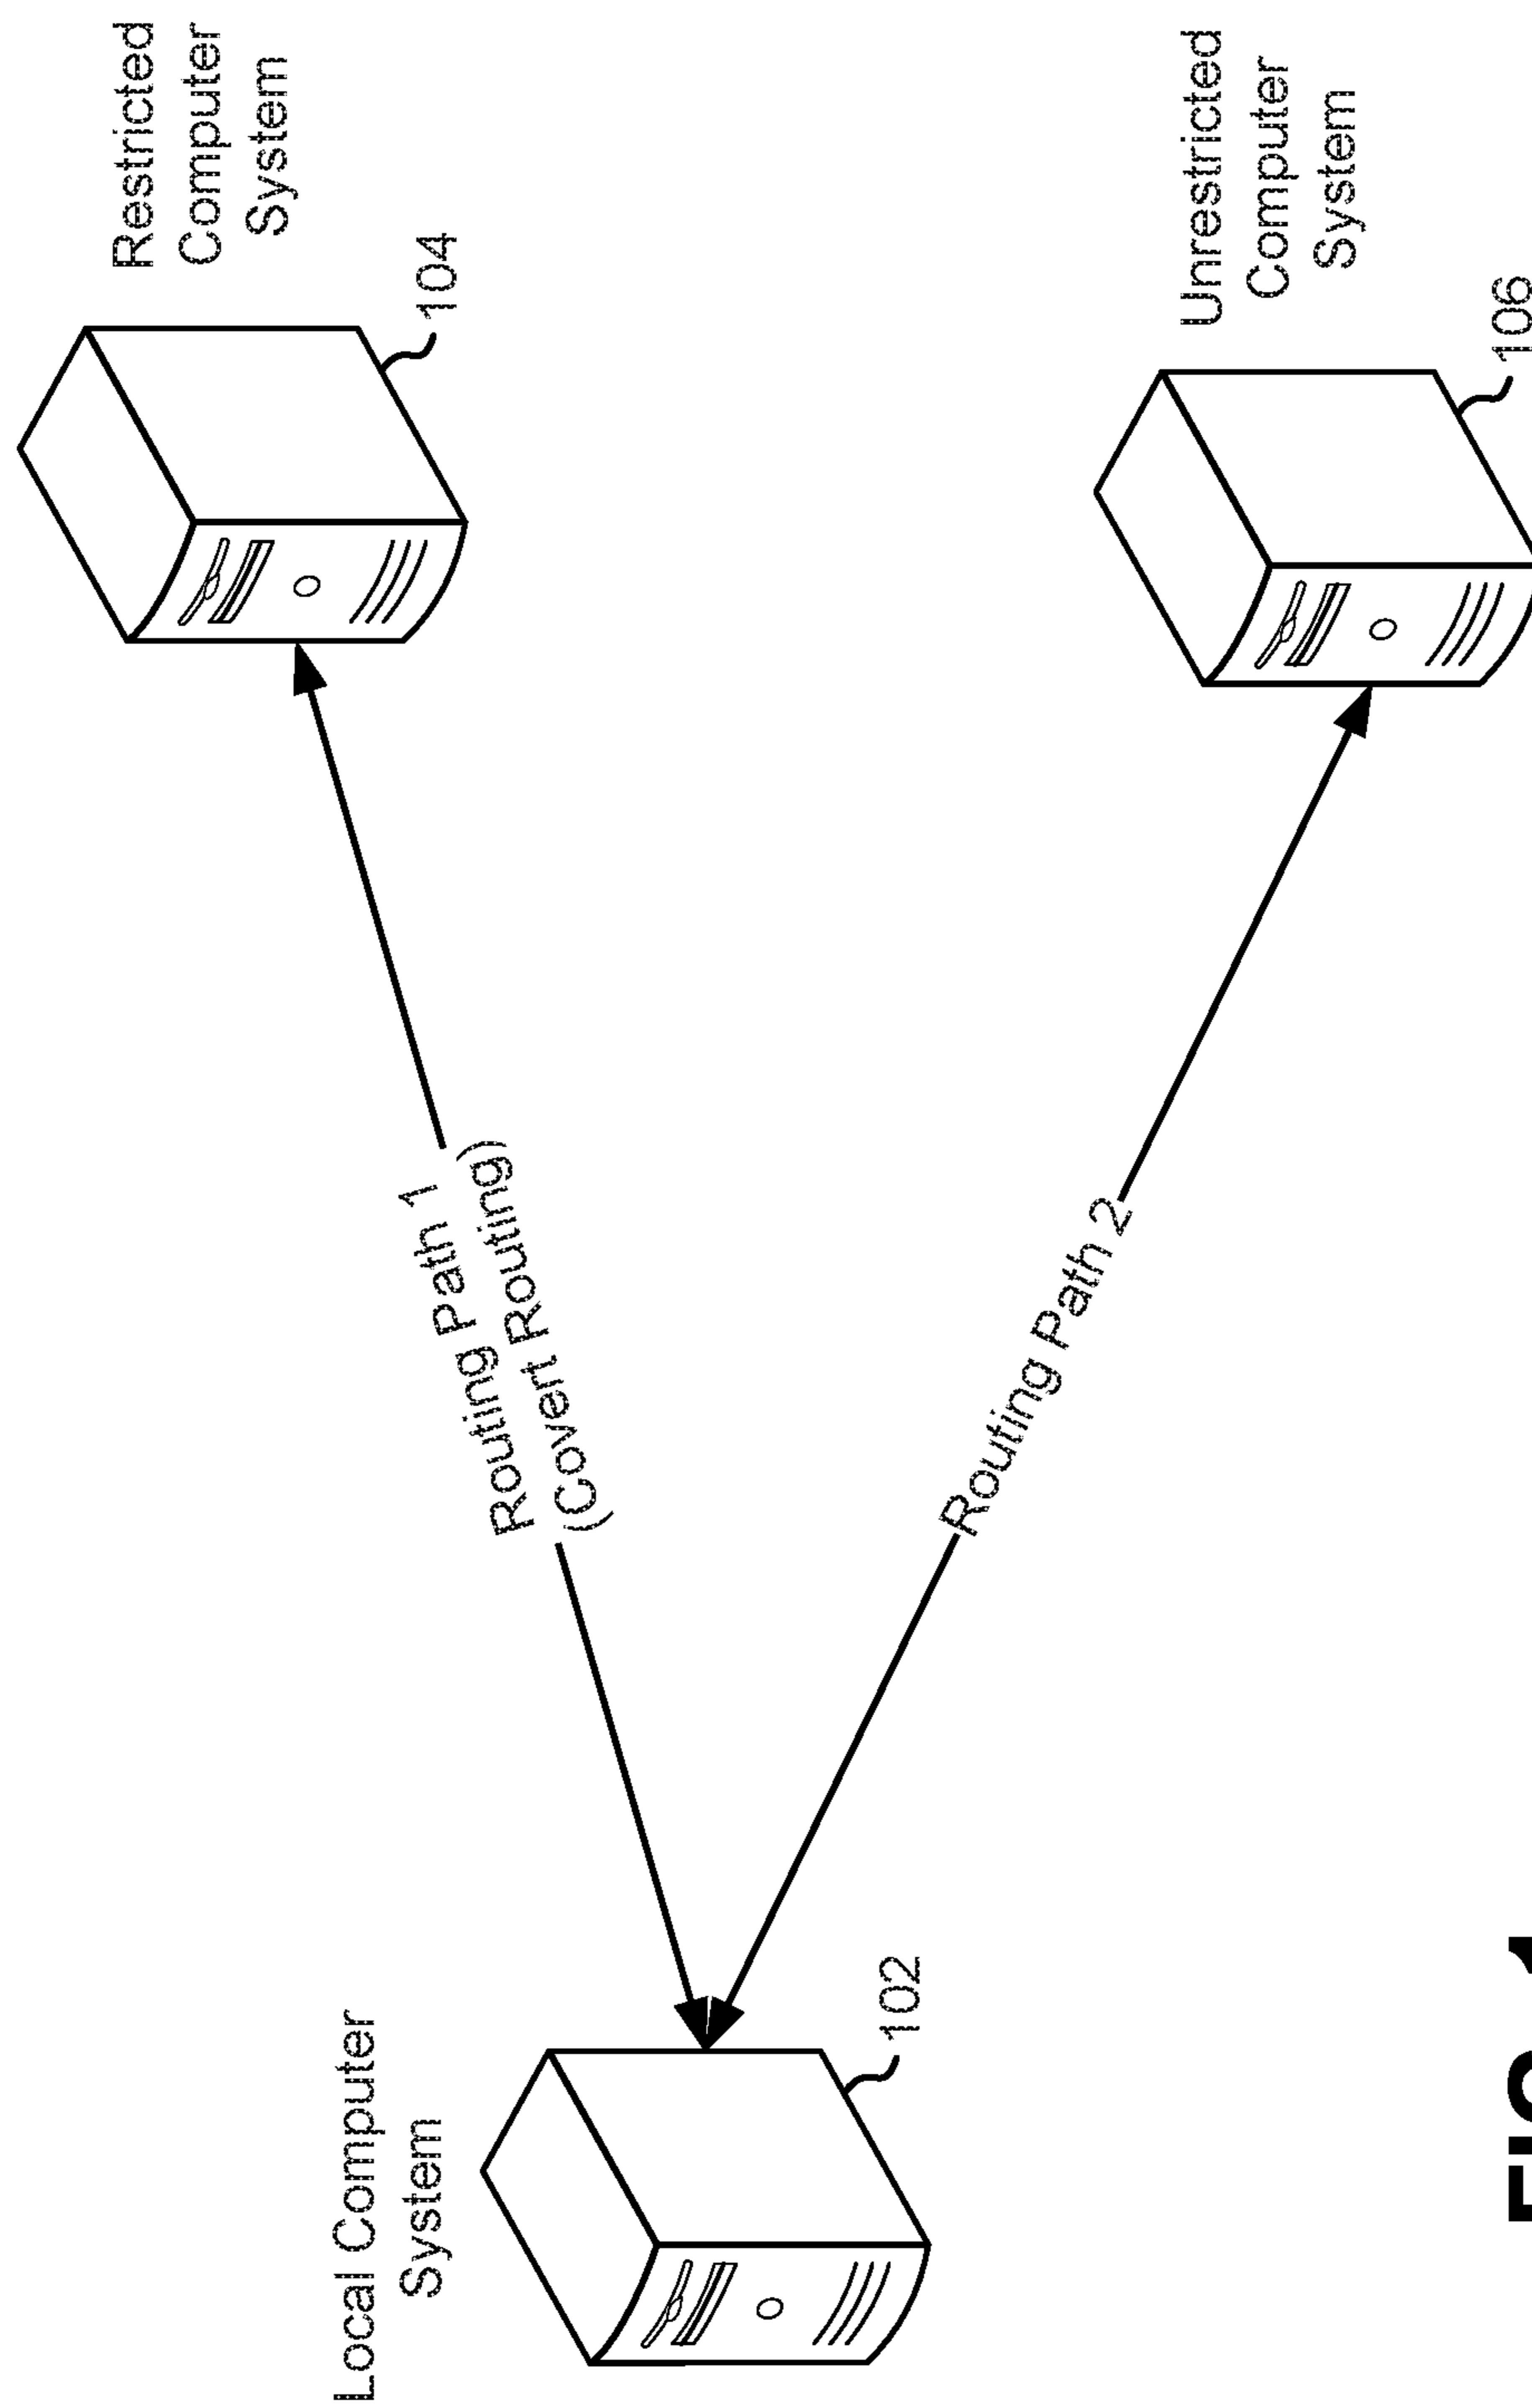 Local Computer
System
102
Routing Path 1
(Covert Routing)
Routing Path 2
Restricted
Computer
System
104
Unrestricted
Computer
System
106